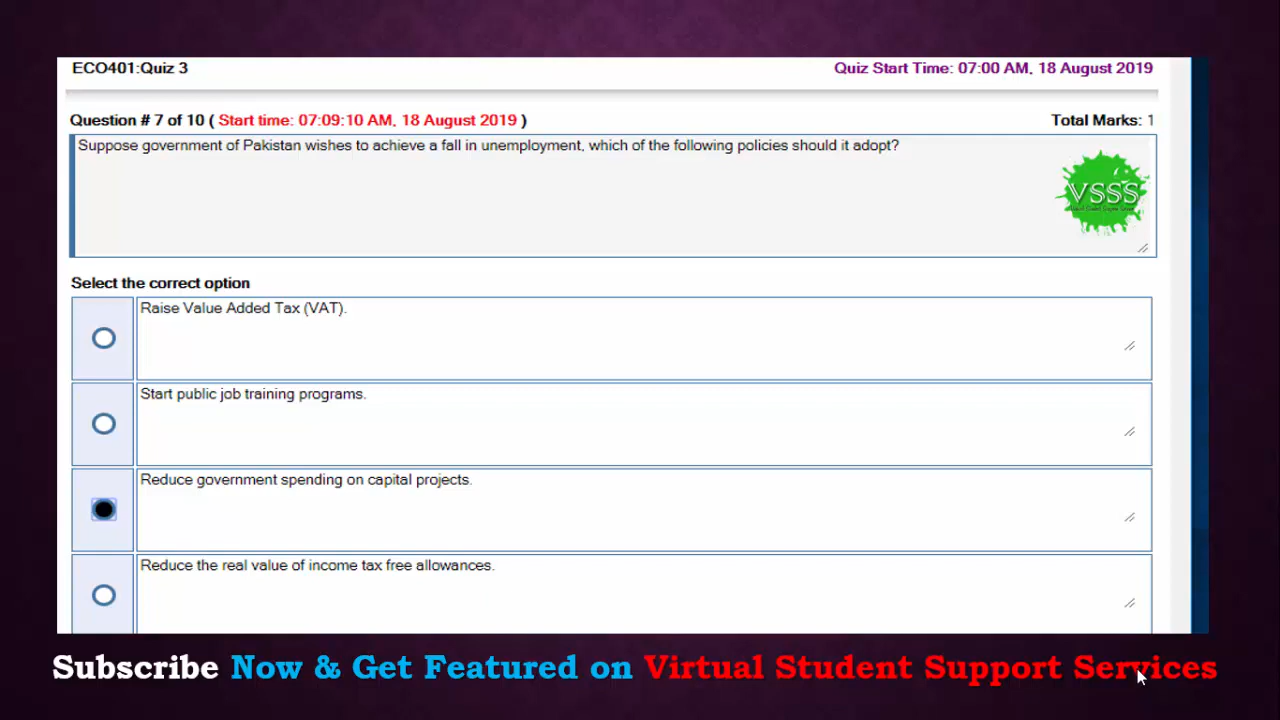 ECO401:Quiz 3
Quiz Start Time: 07:00 AM, 18 August 2019
Question # 7 of 10 ( Start time: 07:09:10 AM, 18 August 2019 )
Total Marks: 1
Suppose government of Pakistan wishes to achieve a fall in unemployment, which of the following policies should it adopt?
VSSS
Select the correct option
Raise Value Added Tax (VAT).
Start public job training programs.
Reduce government spending on capital projects.
Reduce the real value of income tax free allowances.
Subscribe Now & Get Featured on Virtual Student Support Services